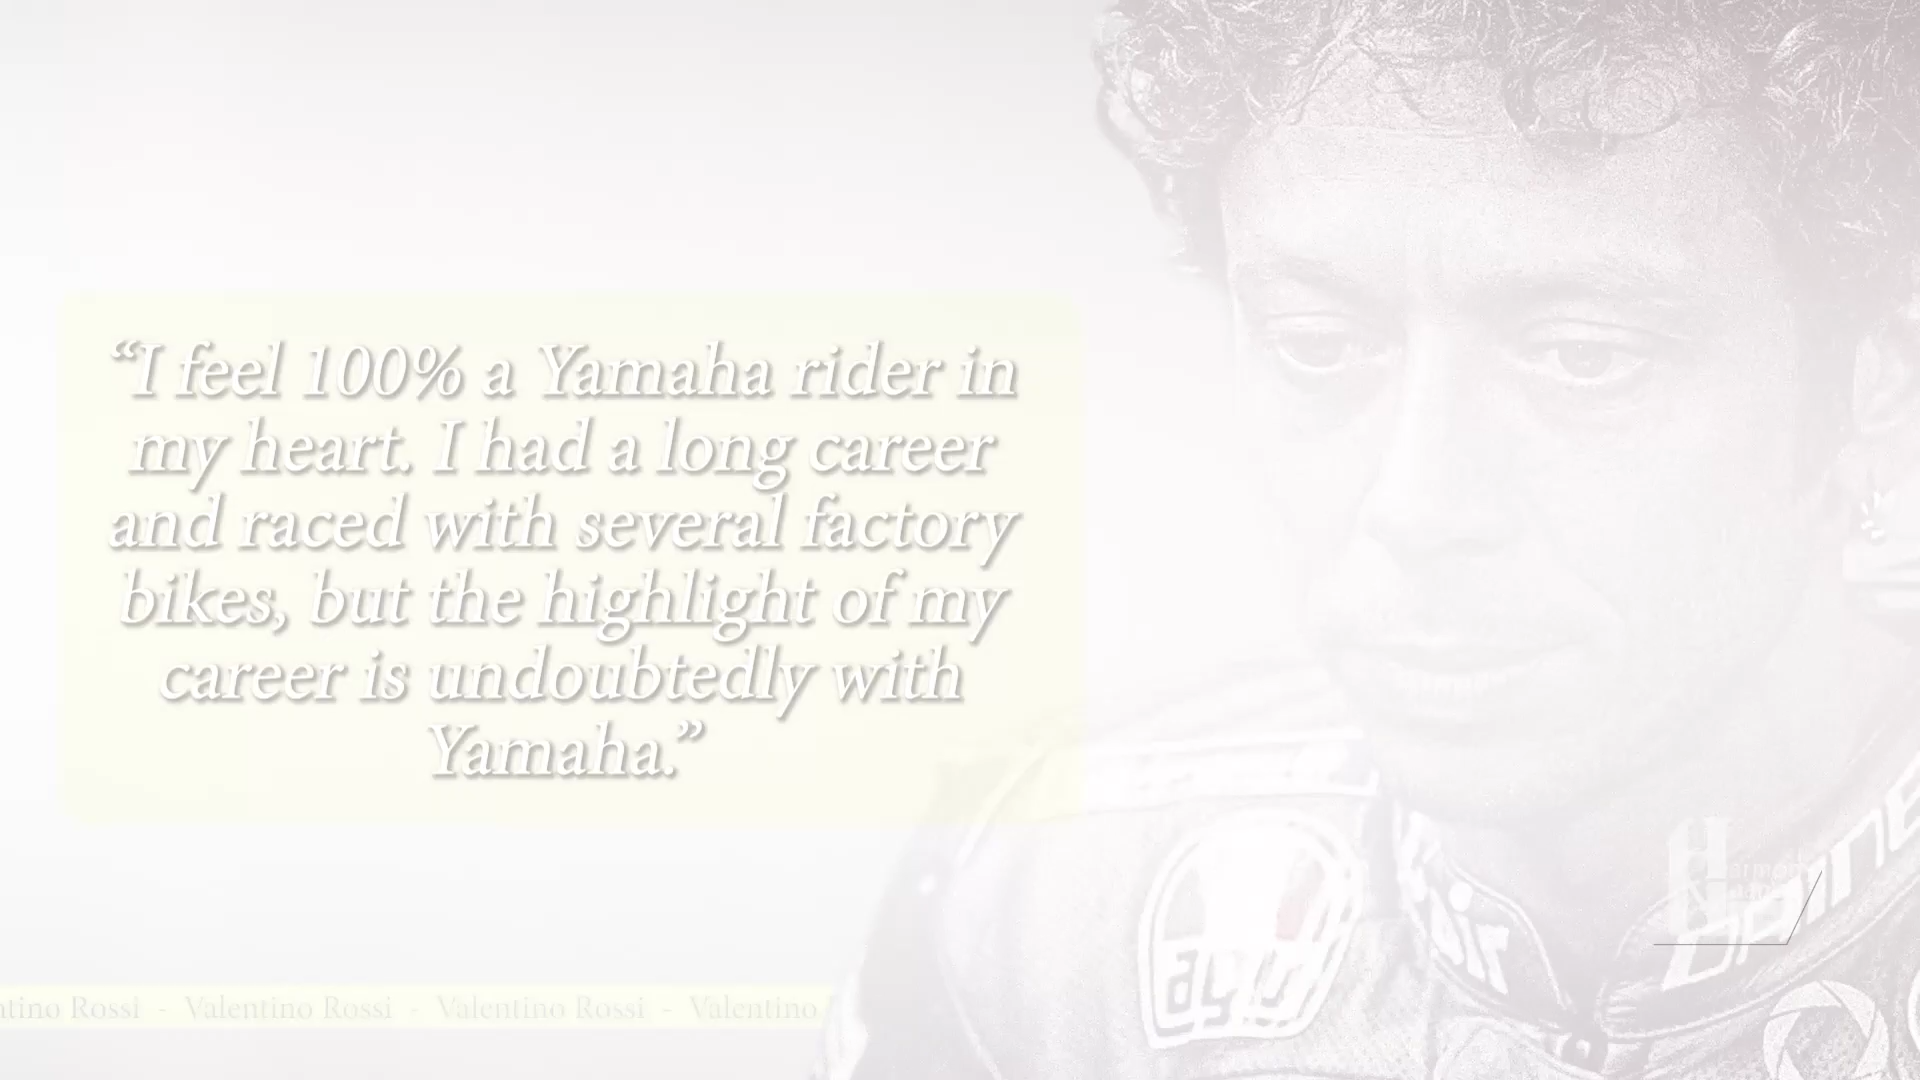 “I feel 100% a Yamaha rider in
my heart. I had a long career
and raced with several factory
bikes, but the highlight of my
career is undoubtedly with
Yamaha.”
ntino Rossi - Valentino Rossi - Valentino Rossi - Valentino